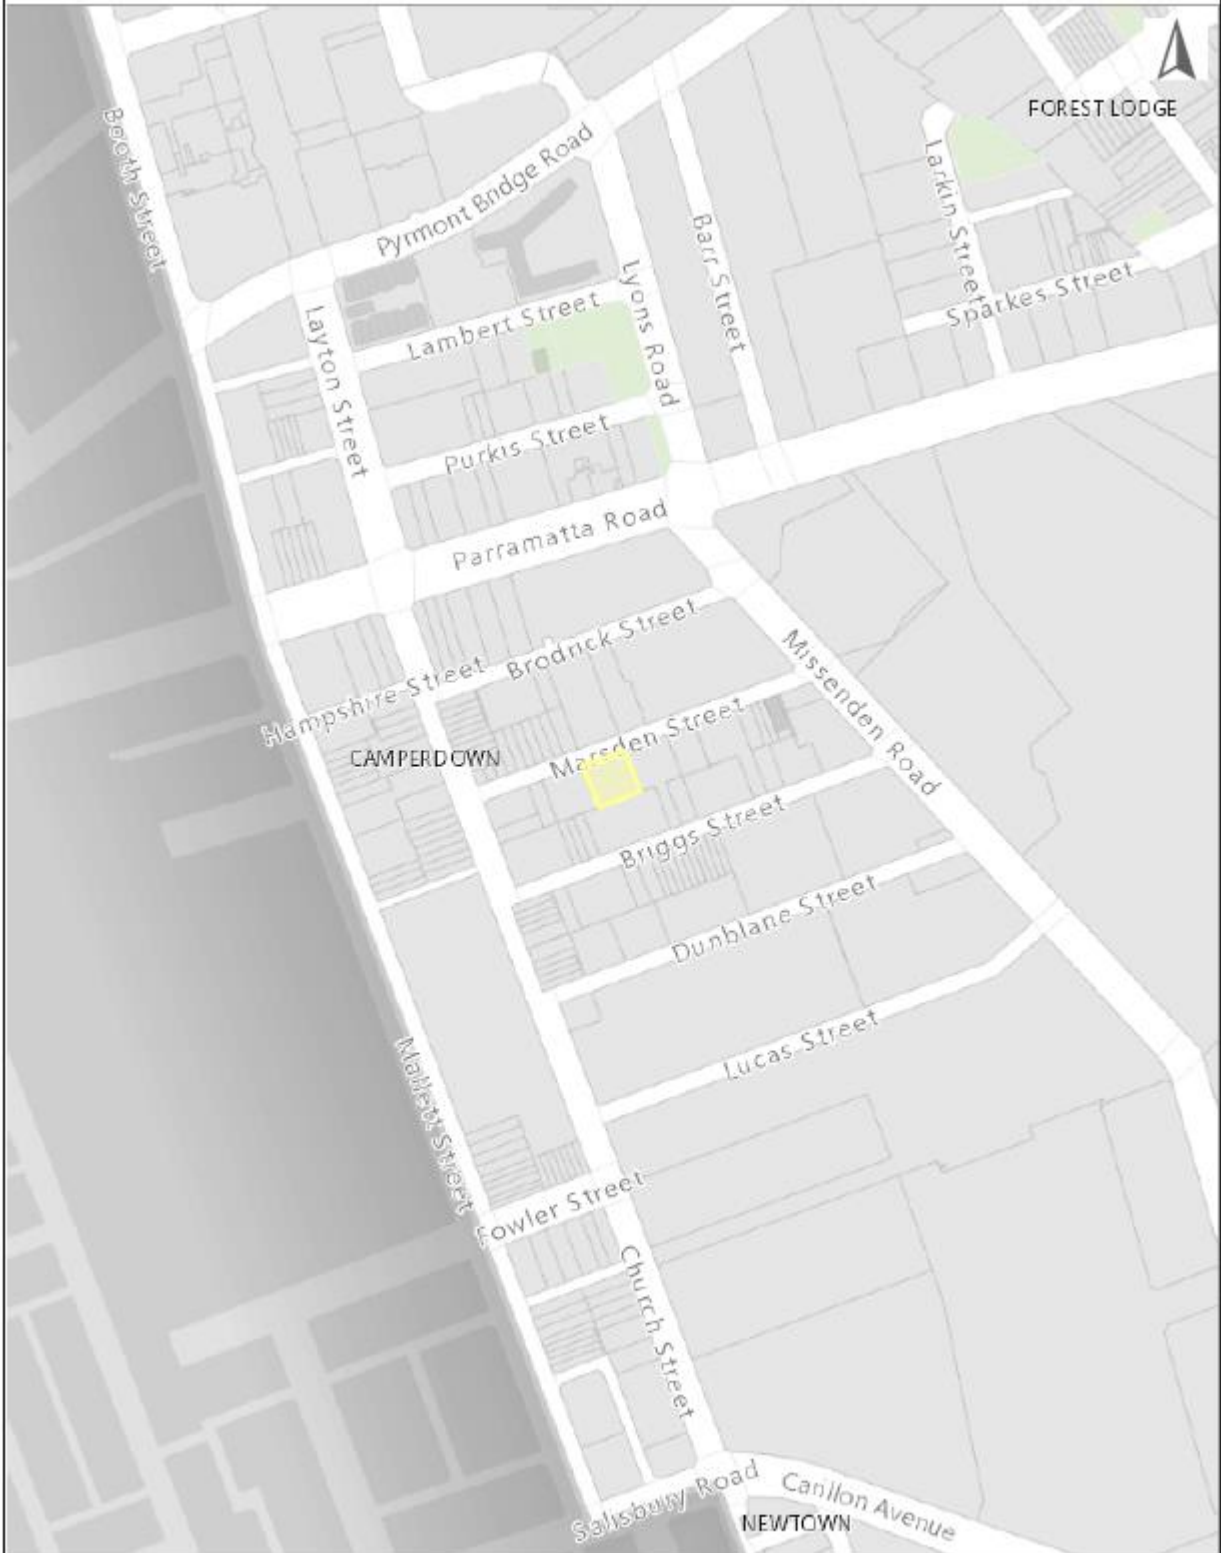 FOREST LODGE
Booth Street
Pyrmont Bridge Road
Larkin Street
Barr Street
Lyons Road
Sparkes Street
Lambert Street
Layton Street
Purkis Street
Parramatta Road
Brodrick Street
Hampshire Street
Missenden Road
Marsden Street
CAMPERDOWN
Briggs Street
Dunblane Street
Lucas Street
Mallett Street
Fowler Street
Church Street
Salisbury Road
Carillon Avenue
NEWTOWN